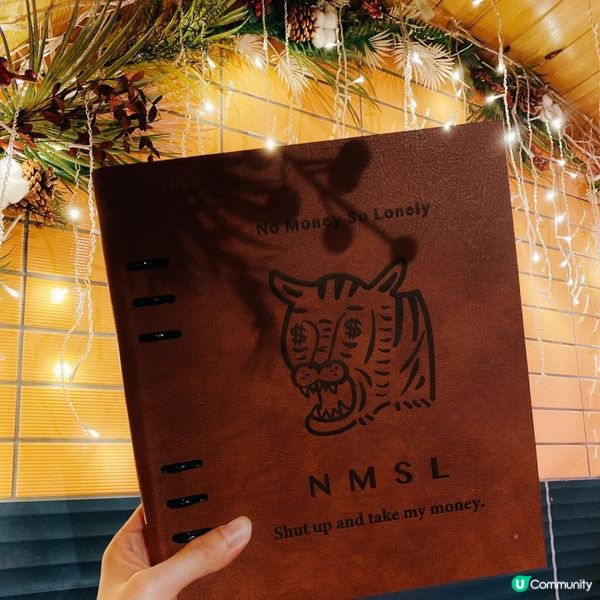 No Money So Lonely
$ $
NMSL
Shut up and take my money.
U Community